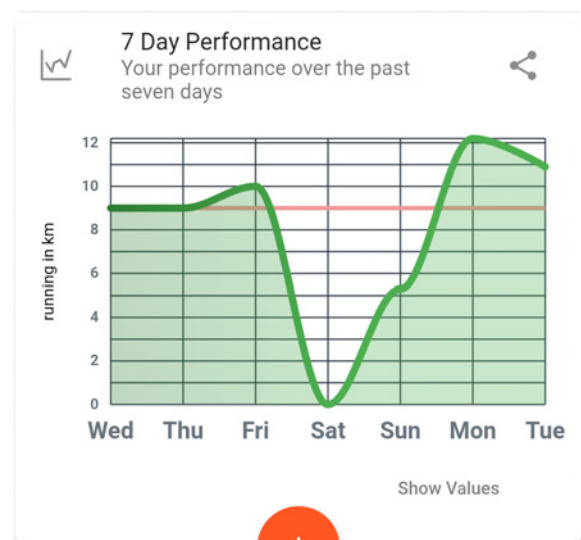 7 Day Performance
Your performance over the past
seven days
running in km
12
10
8
6
4
2
0
Wed Thu Fri Sat Sun Mon Tue
Show Values